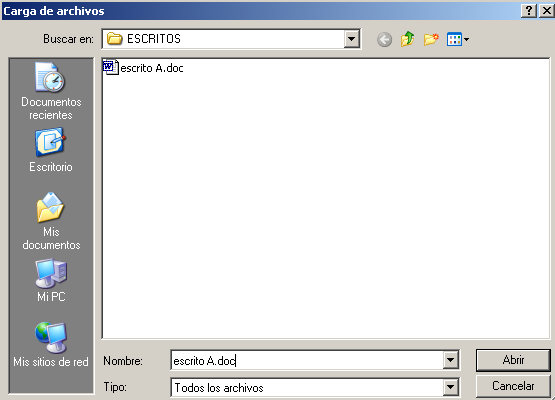 Carga de archivos
Buscar en:
ESCRITOS
Documentos
recientes
Escritorio
Mis
documentos
Mi PC
Mis sitios de red
escrito A.doc
Nombre:
escrito A.doc
Abrir
Tipo:
Todos los archivos
Cancelar